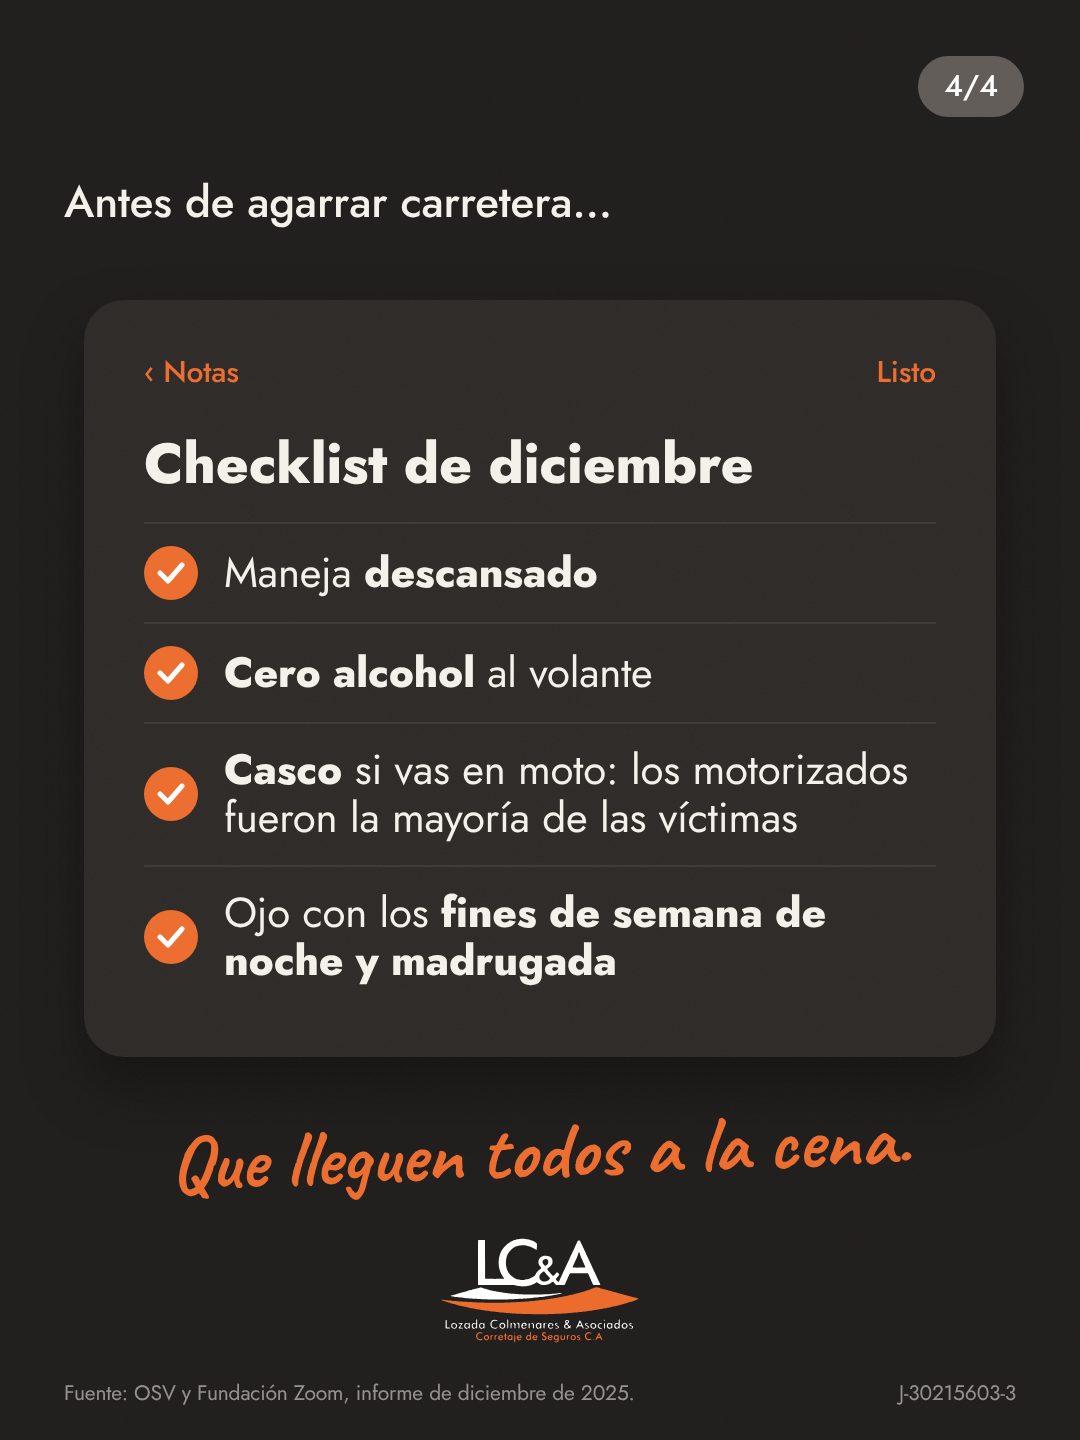 4/4
Antes de agarrar carretera...
‹ Notas
Listo
Checklist de diciembre
Maneja descansado
Cero alcohol al volante
Casco si vas en moto: los motorizados
fueron la mayoría de las víctimas
Ojo con los fines de semana de
noche y madrugada
Que lleguen todos a la cena.
LC&A
Lozada Colmenares & Asociados
Corretaje de Seguros C A
Fuente: OSV y Fundación Zoom, informe de diciembre de 2025.
J-30215603-3